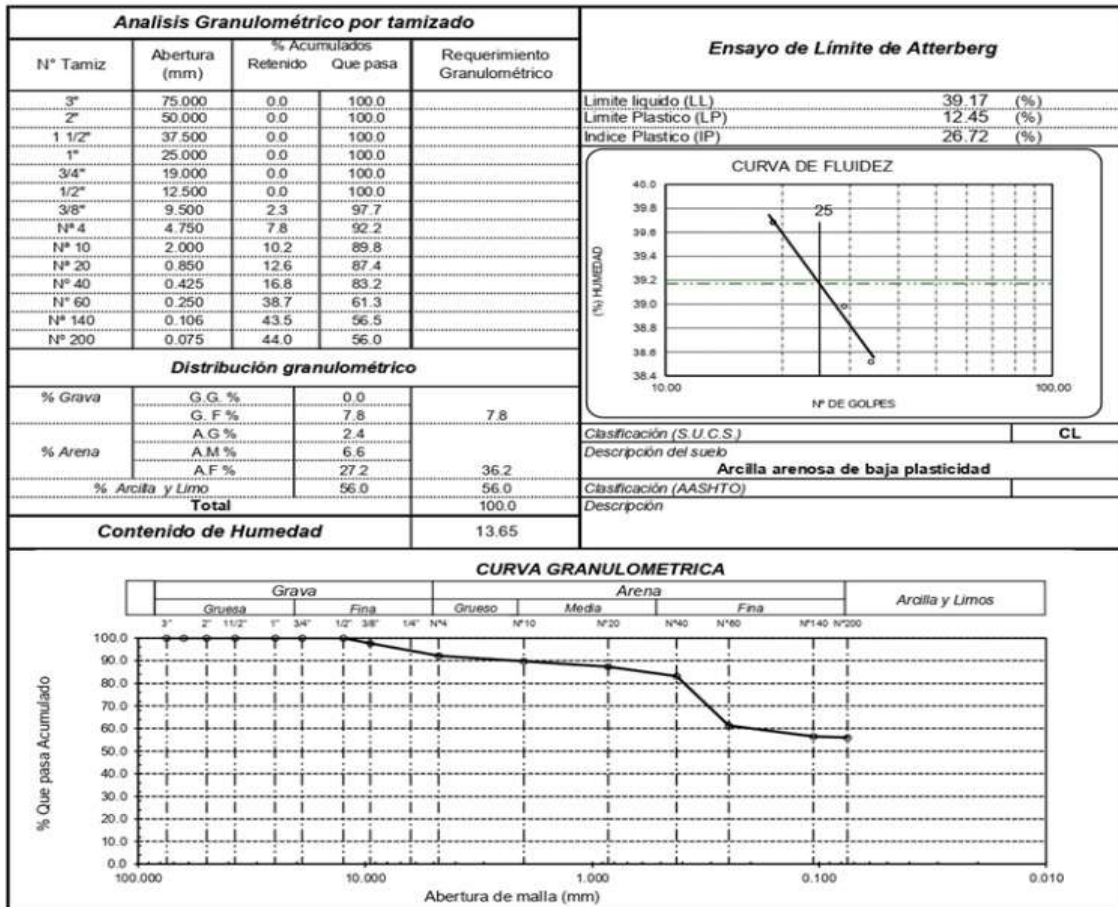 Analisis Granulométrico por tamizado
N° Tamiz Abertura (mm) % Acumulados Retenido Que pasa Requerimiento Granulométrico
3" 75.000 0.0 100.0
2" 50.000 0.0 100.0
1 1/2" 37.500 0.0 100.0
1" 25.000 0.0 100.0
3/4" 19.000 0.0 100.0
1/2" 12.500 0.0 100.0
3/8" 9.500 2.3 97.7
Nª 4 4.750 7.8 92.2
Nª 10 2.000 10.2 89.8
Nª 20 0.850 12.6 87.4
Nº 40 0.425 16.8 83.2
N° 60 0.250 38.7 61.3
Nª 140 0.106 43.5 56.5
Nº 200 0.075 44.0 56.0
Distribución granulométrico
% Grava G.G. % 0.0
G. F % 7.8 7.8
A.G % 2.4
% Arena A.M % 6.6
A.F % 27.2 36.2
% Arcilla y Limo 56.0 56.0
Total 100.0
Contenido de Humedad 13.65
Ensayo de Límite de Atterberg
Limite liquido (LL) 39.17 (%)
Limite Plastico (LP) 12.45 (%)
Indice Plastico (IP) 26.72 (%)
CURVA DE FLUIDEZ
(%) HUMEDAD
40.0
39.8
39.6
39.4
39.2
39.0
38.8
38.6
38.4
25
10.00 100.00
Nº DE GOLPES
Clasificación (S.U.C.S.) CL
Descripción del suelo
Arcilla arenosa de baja plasticidad
Clasificación (AASHTO)
Descripción
CURVA GRANULOMETRICA
Grava Arena Arcilla y Limos
Gruesa Fina Grueso Media Fina
3" 2" 11/2" 1" 3/4" 1/2" 3/8" 1/4" Nª4 Nª10 Nª20 Nª40 Nª60 Nª140 Nª200
% Que pasa Acumulado
100.0
90.0
80.0
70.0
60.0
50.0
40.0
30.0
20.0
10.0
0.0
100.000 10.000 1.000 0.100 0.010
Abertura de malla (mm)